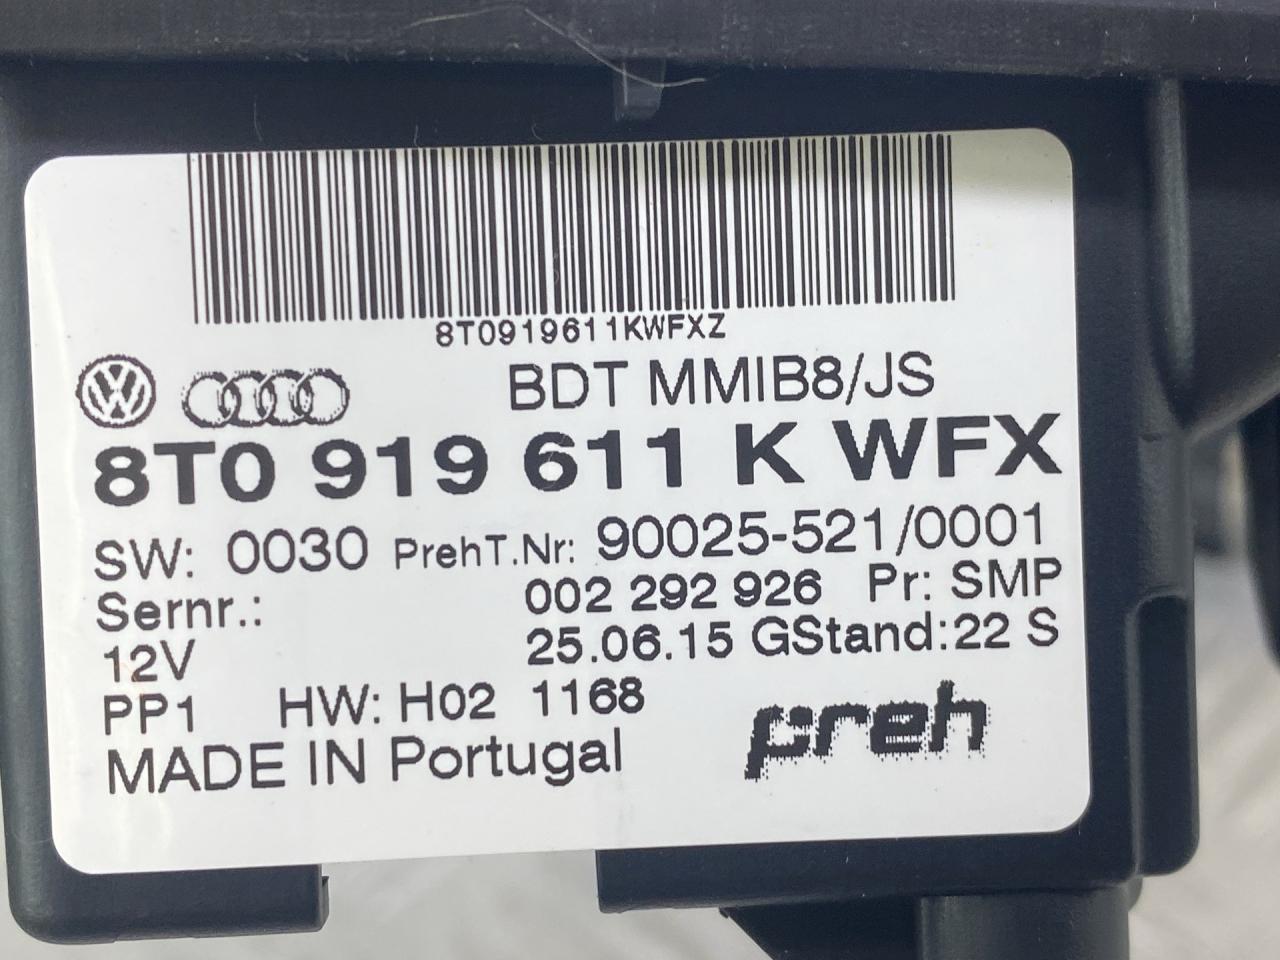 8T0919611KWFXZ
BDT MMIB8/JS
8T0 919 611 K WFX
SW: 0030 PrehT.Nr: 90025-521/0001
Sernr.: 002 292 926 Pr: SMP
12V 25.06.15 GStand:22 S
PP1 HW: H02 1168
preh
MADE IN Portugal